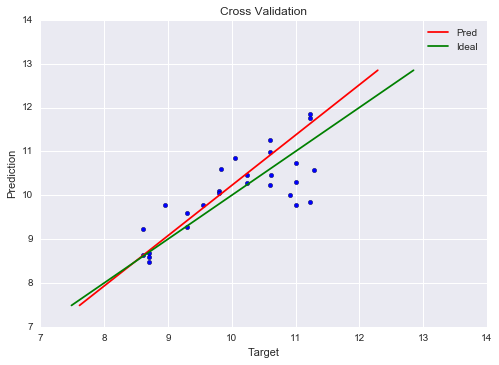 Cross Validation
Pred
Ideal
Prediction
14
13
12
11
10
9
8
7
7 8 9 10 11 12 13 14
Target